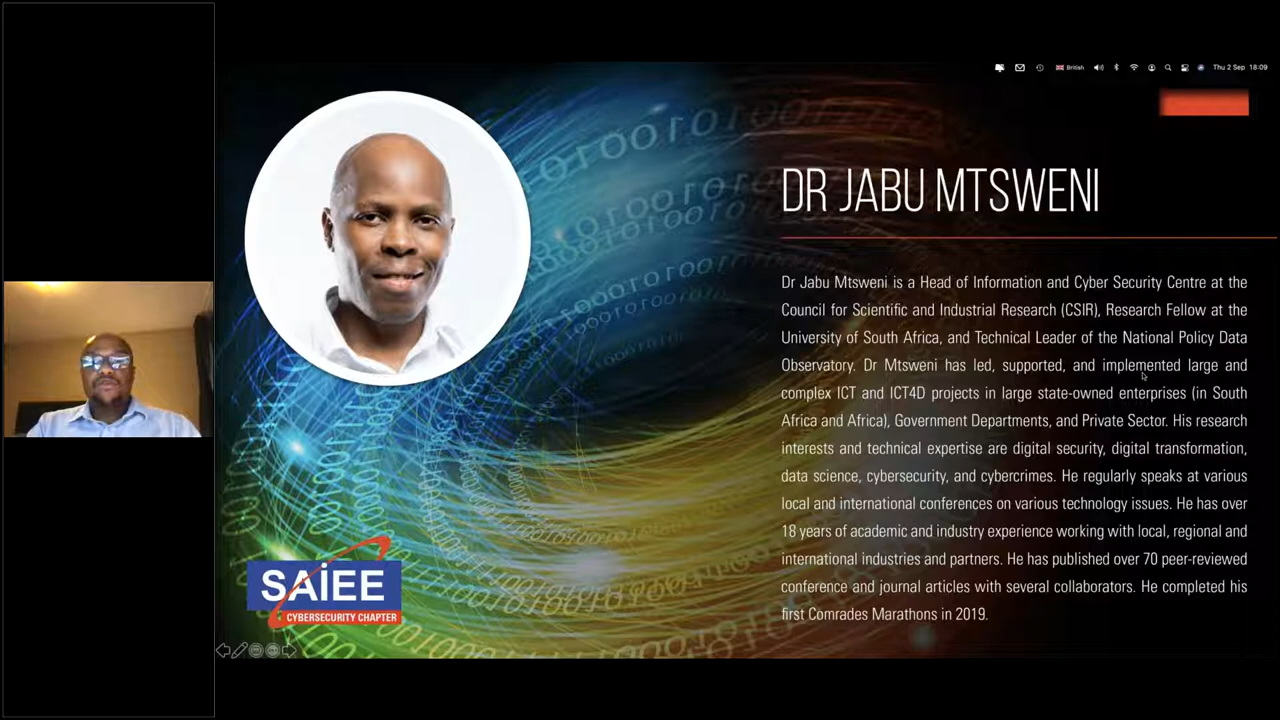 British
Thu 2 Sep 18:09
DR JABU MTSWENI
Dr Jabu Mtsweni is a Head of Information and Cyber Security Centre at the
Council for Scientific and Industrial Research (CSIR), Research Fellow at the
University of South Africa, and Technical Leader of the National Policy Data
Observatory. Dr Mtsweni has led, supported, and implemented large and
complex ICT and ICT4D projects in large state-owned enterprises (in South
Africa and Africa), Government Departments, and Private Sector. His research
interests and technical expertise are digital security, digital transformation,
data science, cybersecurity, and cybercrimes. He regularly speaks at various
local and international conferences on various technology issues. He has over
18 years of academic and industry experience working with local, regional and
international industries and partners. He has published over 70 peer-reviewed
conference and journal articles with several collaborators. He completed his
first Comrades Marathons in 2019.
SAIEE
CYBERSECURITY CHAPTER